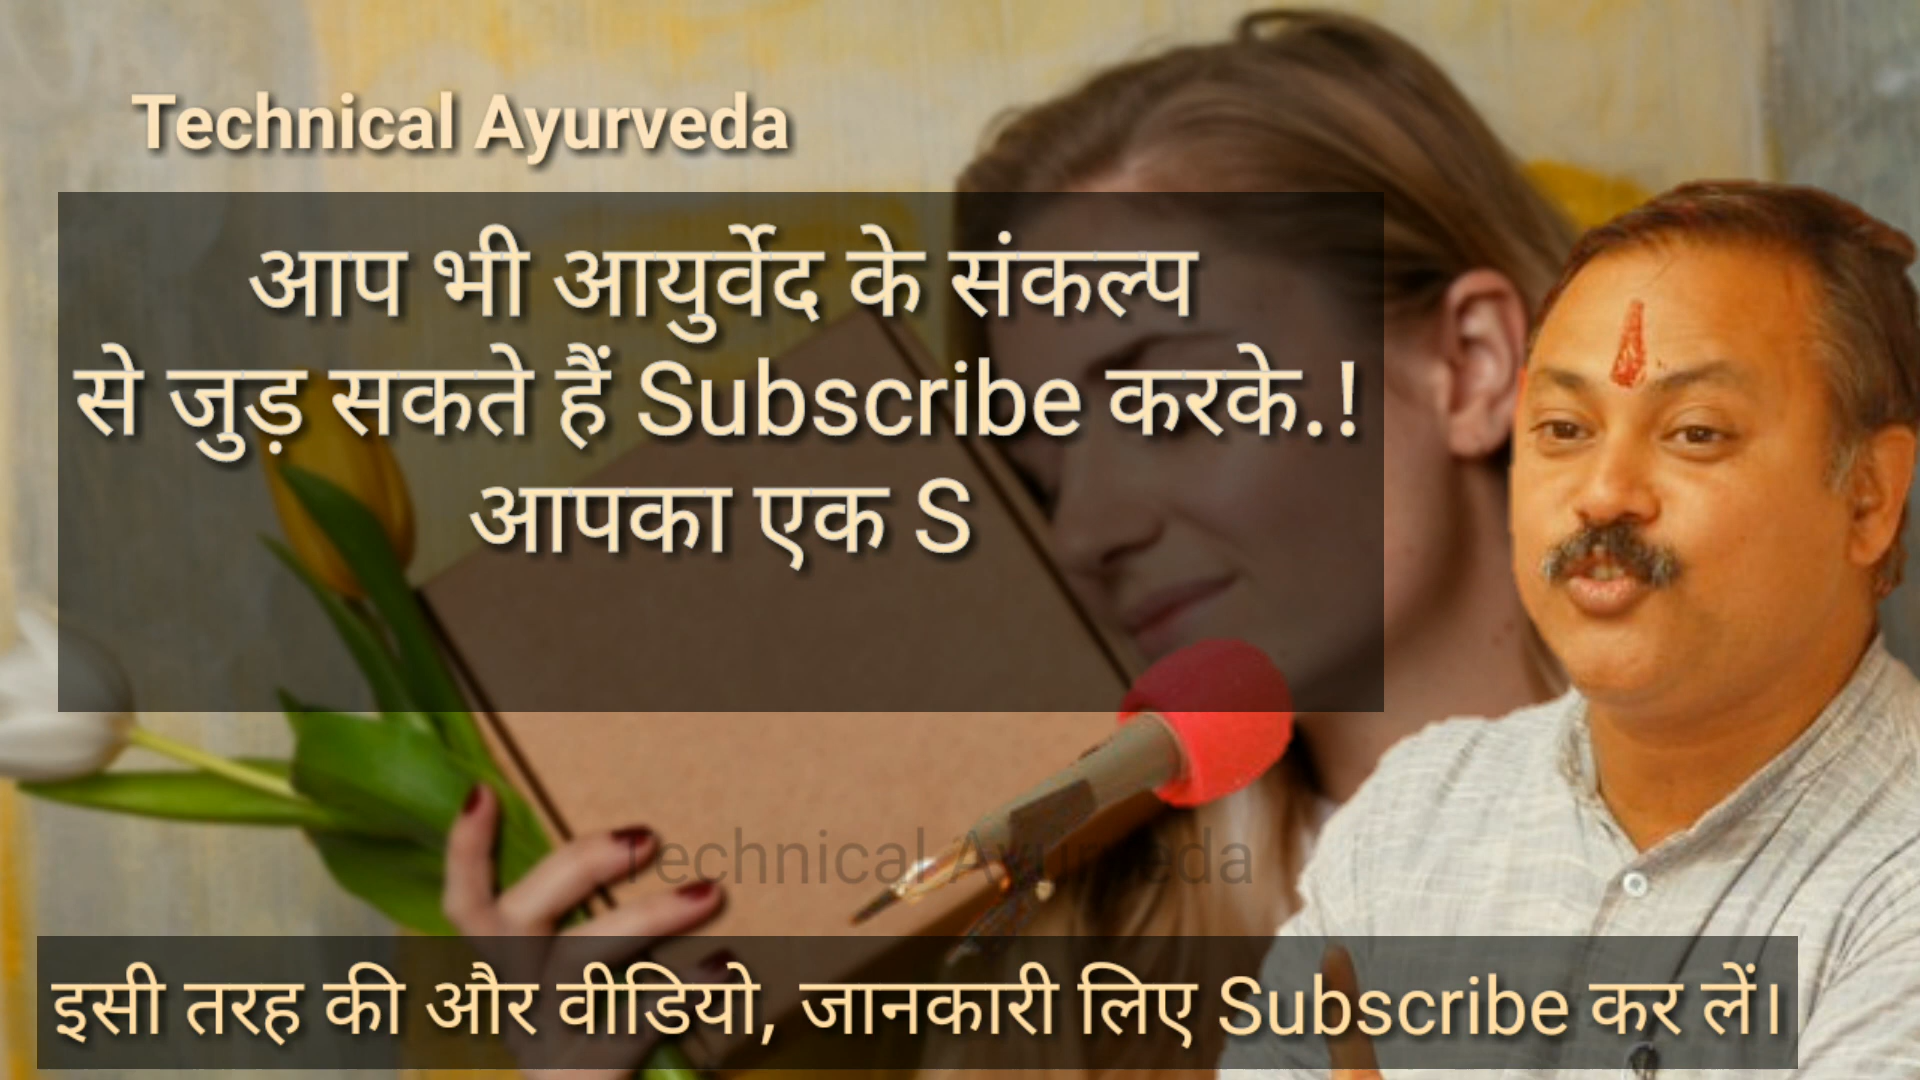 Technical Ayurveda
आप भी आयुर्वेद के संकल्प
से जुड़ सकते हैं Subscribe करके.!
आपका एक S
Technical Ayurveda
इसी तरह की और वीडियो, जानकारी लिए Subscribe कर लें।